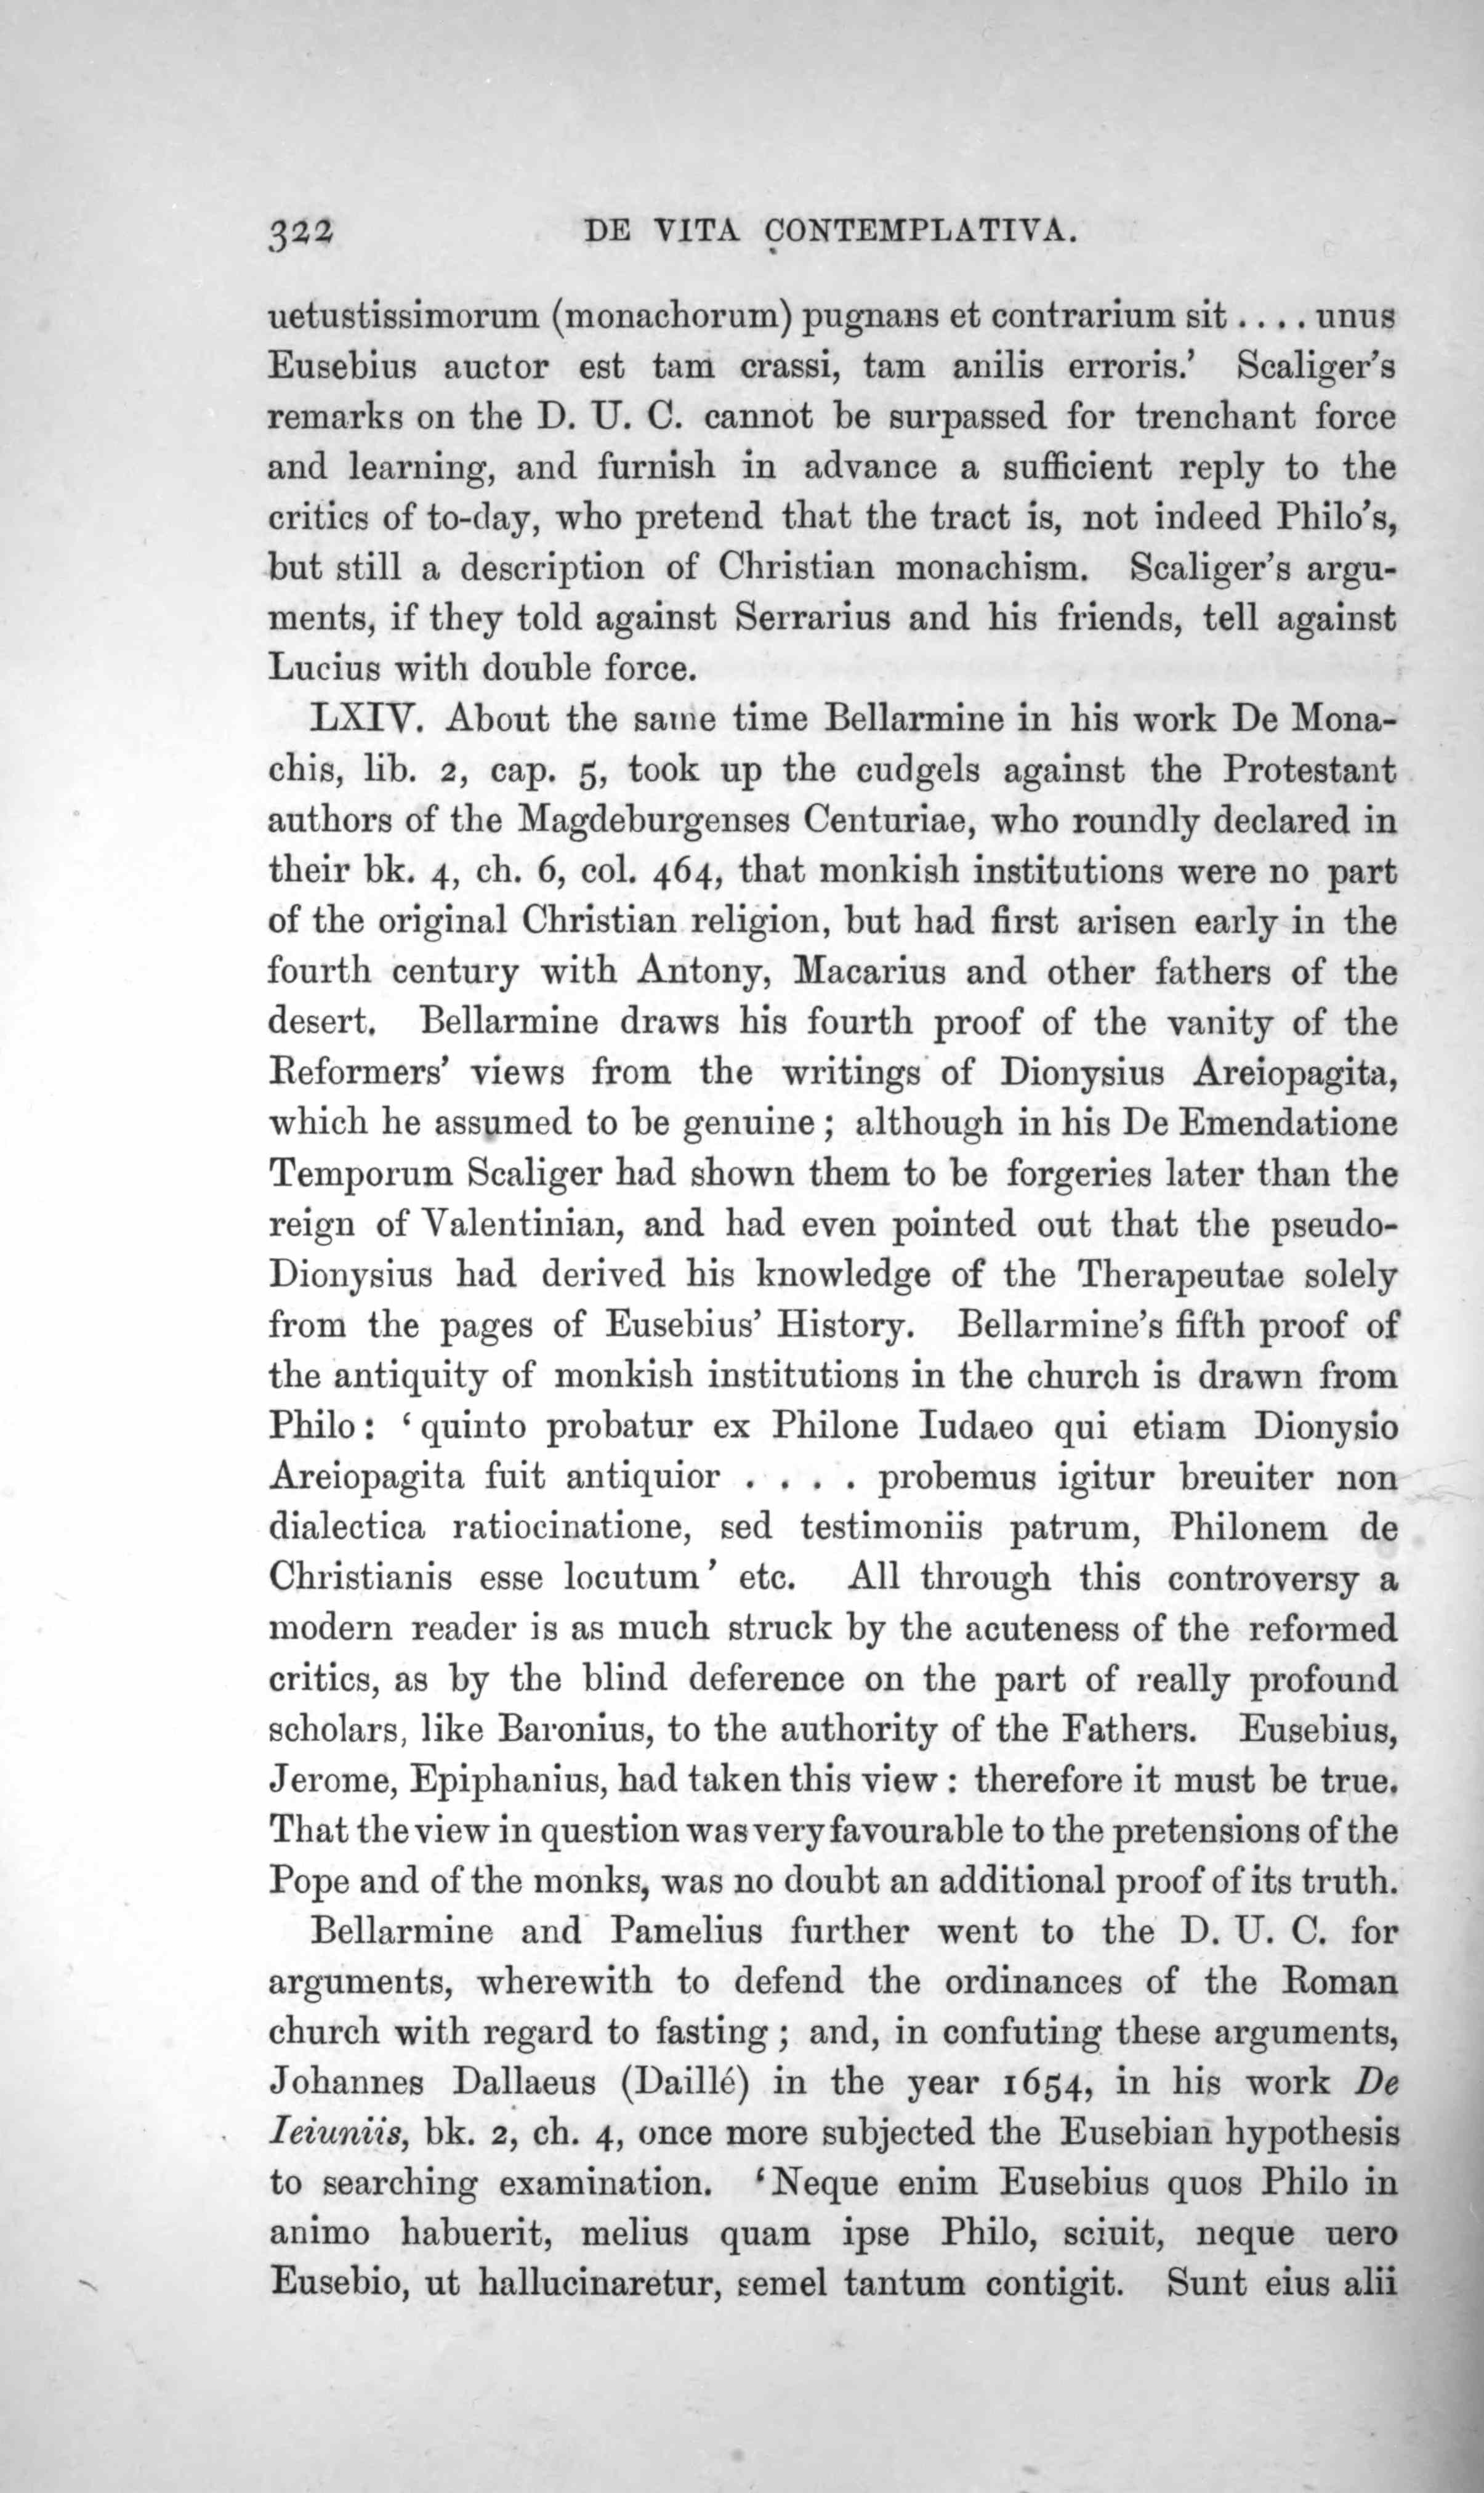 322 DE VITA CONTEMPLATIVA.
uetustissimorum (monachorum) pugnans et contrarium sit .... unus
Eusebius auctor est tam crassi, tam anilis erroris.’ Scaliger’s
remarks on the D. U. C. cannot be surpassed for trenchant force
and learning, and furnish in advance a sufficient reply to the
critics of to-day, who pretend that the tract is, not indeed Philo’s,
but still a description of Christian monachism. Scaliger’s argu-
ments, if they told against Serrarius and his friends, tell against
Lucius with double force.
LXIV. About the same time Bellarmine in his work De Mona-
chis, lib. 2, cap. 5, took up the cudgels against the Protestant
authors of the Magdeburgenses Centuriae, who roundly declared in
their bk. 4, ch. 6, col. 464, that monkish institutions were no part
of the original Christian religion, but had first arisen early in the
fourth century with Antony, Macarius and other fathers of the
desert. Bellarmine draws his fourth proof of the vanity of the
Reformers’ views from the writings of Dionysius Areiopagita,
which he assumed to be genuine; although in his De Emendatione
Temporum Scaliger had shown them to be forgeries later than the
reign of Valentinian, and had even pointed out that the pseudo-
Dionysius had derived his knowledge of the Therapeutae solely
from the pages of Eusebius’ History. Bellarmine’s fifth proof of
the antiquity of monkish institutions in the church is drawn from
Philo: ‘quinto probatur ex Philone Iudaeo qui etiam Dionysio
Areiopagita fuit antiquior .... probemus igitur breuiter non
dialectica ratiocinatione, sed testimoniis patrum, Philonem de
Christianis esse locutum’ etc. All through this controversy a
modern reader is as much struck by the acuteness of the reformed
critics, as by the blind deference on the part of really profound
scholars, like Baronius, to the authority of the Fathers. Eusebius,
Jerome, Epiphanius, had taken this view: therefore it must be true.
That the view in question was very favourable to the pretensions of the
Pope and of the monks, was no doubt an additional proof of its truth.
Bellarmine and Pamelius further went to the D. U. C. for
arguments, wherewith to defend the ordinances of the Roman
church with regard to fasting; and, in confuting these arguments,
Johannes Dallaeus (Daillé) in the year 1654, in his work De
Ieiuniis, bk. 2, ch. 4, once more subjected the Eusebian hypothesis
to searching examination. ‘Neque enim Eusebius quos Philo in
animo habuerit, melius quam ipse Philo, sciuit, neque uero
Eusebio, ut hallucinaretur, semel tantum contigit. Sunt eius alii